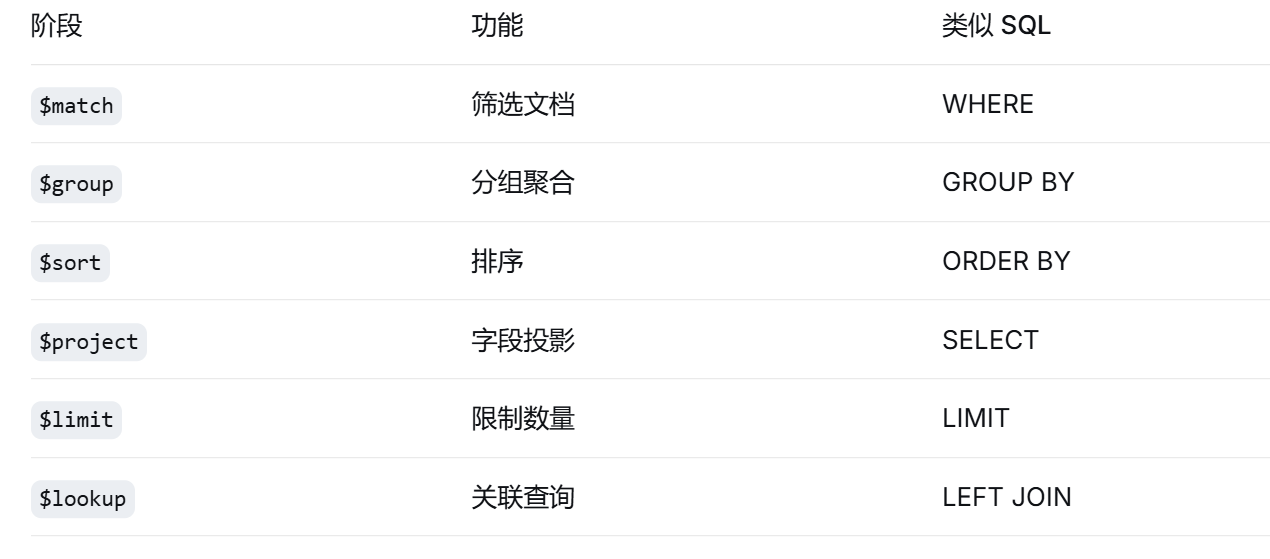 阶段 功能 类似 SQL
$match 筛选文档 WHERE
$group 分组聚合 GROUP BY
$sort 排序 ORDER BY
$project 字段投影 SELECT
$limit 限制数量 LIMIT
$lookup 关联查询 LEFT JOIN